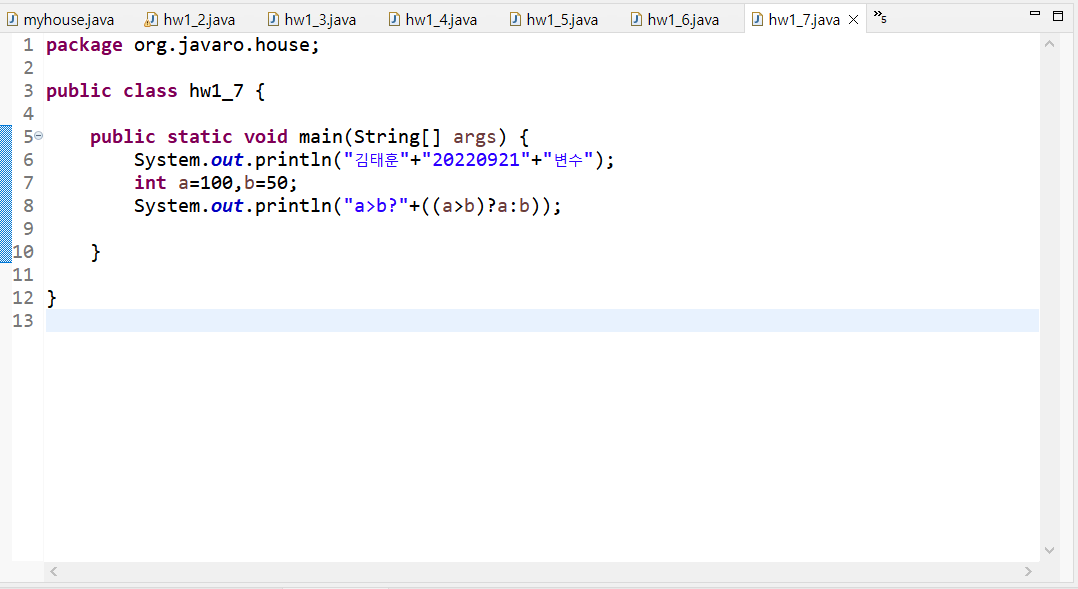 myhouse.java hw1_2.java hw1_3.java hw1_4.java hw1_5.java hw1_6.java hw1_7.java »5
1 package org.javaro.house;
2
3 public class hw1_7 {
4
5 public static void main(String[] args) {
6 System.out.println("김태훈"+"20220921"+"변수");
7 int a=100,b=50;
8 System.out.println("a>b?"+((a>b)?a:b));
9
10 }
11
12 }
13